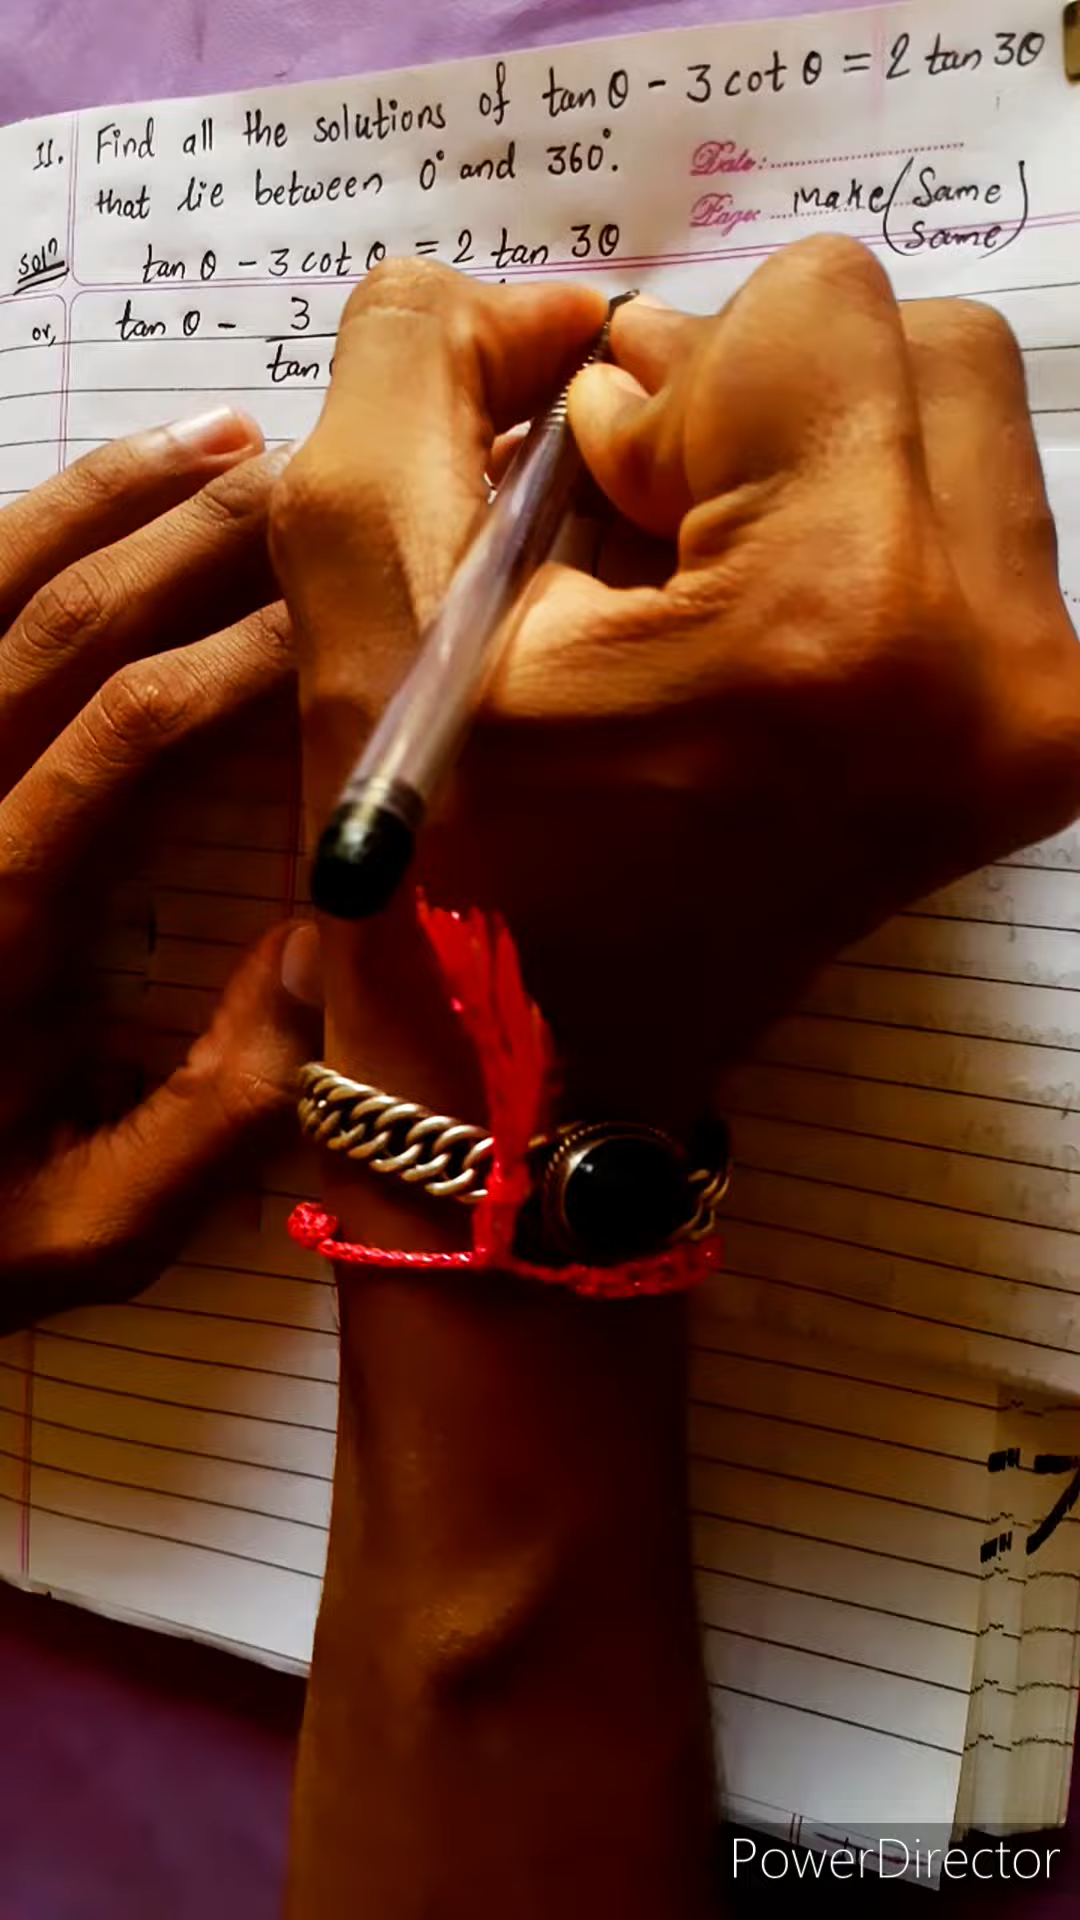 11. Find all the solutions of tan θ - 3 cot θ = 2 tan 3θ
that lie between 0° and 360°.
Date:
Page: Make (Same
Same)
Solⁿ tan θ - 3 cot θ = 2 tan 3θ
or, tan θ - 3
tan
PowerDirector